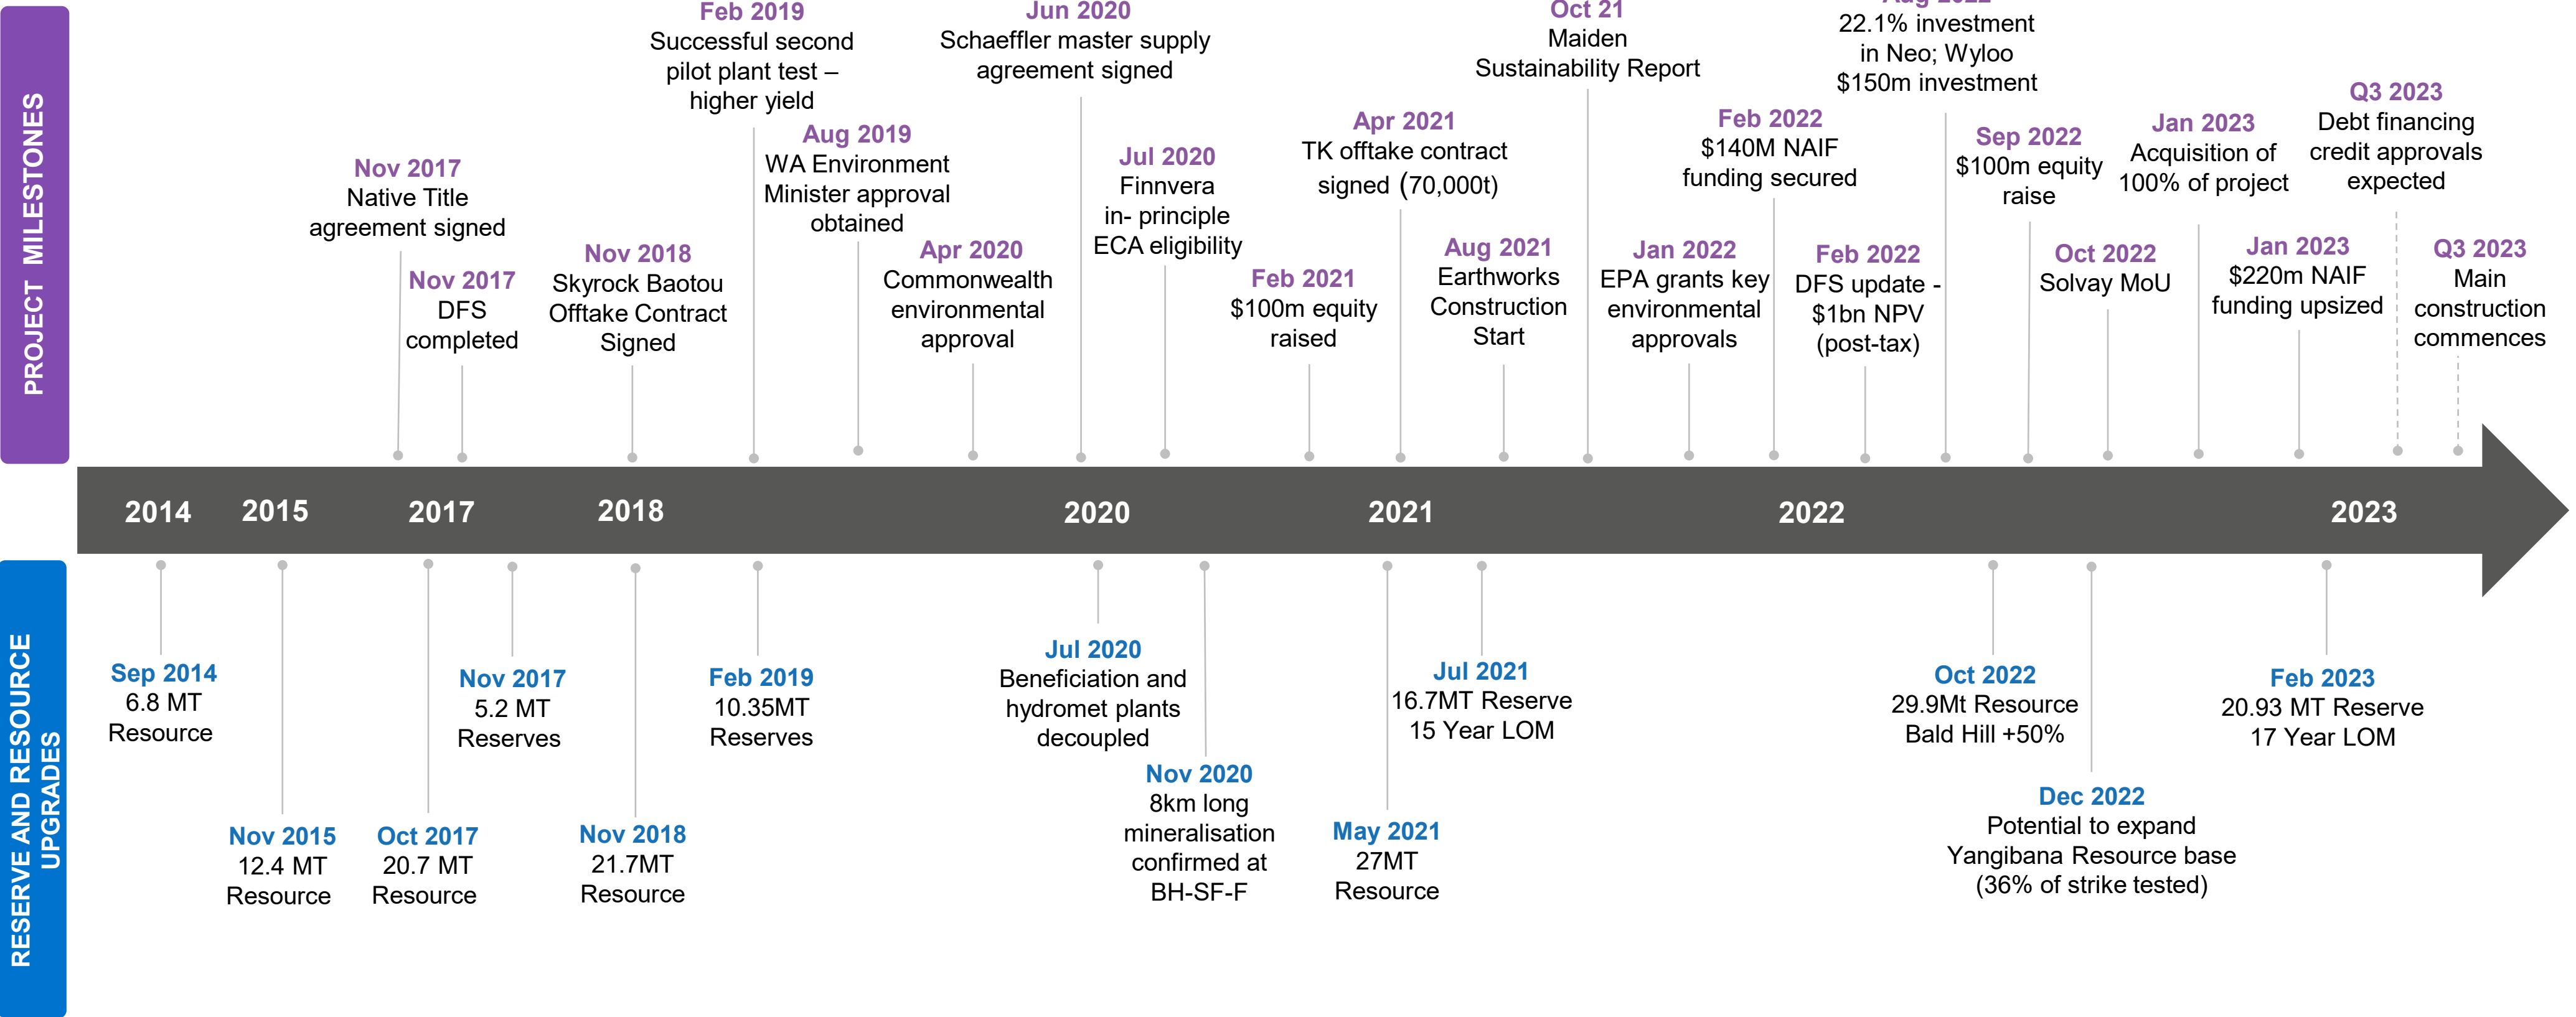 PROJECT MILESTONES
Feb 2019
Successful second
pilot plant test –
higher yield
Jun 2020
Schaeffler master supply
agreement signed
Oct 21
Maiden
Sustainability Report
Aug 2022
22.1% investment
in Neo; Wyloo
$150m investment
Nov 2017
Native Title
agreement signed
Aug 2019
WA Environment
Minister approval
obtained
Jul 2020
Finnvera
in- principle
ECA eligibility
Apr 2021
TK offtake contract
signed (70,000t)
Feb 2022
$140M NAIF
funding secured
Sep 2022
$100m equity
raise
Jan 2023
Acquisition of
100% of project
Q3 2023
Debt financing
credit approvals
expected
Nov 2017
DFS
completed
Nov 2018
Skyrock Baotou
Offtake Contract
Signed
Apr 2020
Commonwealth
environmental
approval
Feb 2021
$100m equity
raised
Aug 2021
Earthworks
Construction
Start
Jan 2022
EPA grants key
environmental
approvals
Feb 2022
DFS update -
$1bn NPV
(post-tax)
Oct 2022
Solvay MoU
Jan 2023
$220m NAIF
funding upsized
Q3 2023
Main
construction
commences
2014 2015 2017 2018 2020 2021 2022 2023
RESERVE AND RESOURCE
UPGRADES
Sep 2014
6.8 MT
Resource
Nov 2015
12.4 MT
Resource
Oct 2017
20.7 MT
Resource
Nov 2017
5.2 MT
Reserves
Nov 2018
21.7MT
Resource
Feb 2019
10.35MT
Reserves
Jul 2020
Beneficiation and
hydromet plants
decoupled
Nov 2020
8km long
mineralisation
confirmed at
BH-SF-F
May 2021
27MT
Resource
Jul 2021
16.7MT Reserve
15 Year LOM
Oct 2022
29.9Mt Resource
Bald Hill +50%
Dec 2022
Potential to expand
Yangibana Resource base
(36% of strike tested)
Feb 2023
20.93 MT Reserve
17 Year LOM